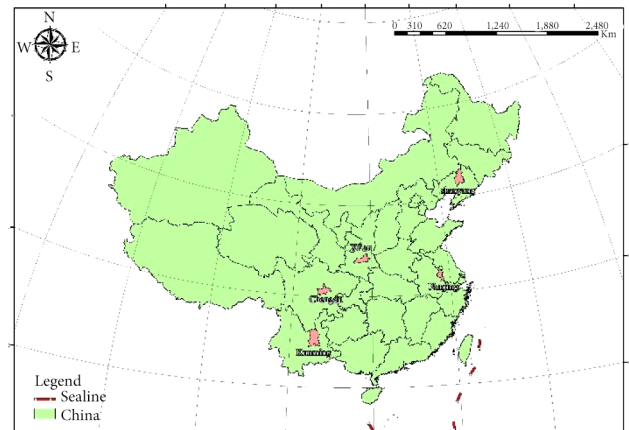 N
W E
S
0 310 620 1,240 1,880 2,480
Km
shenyang
Xi'an
Chengdu
Nanjing
Kunming
Legend
Sealine
China